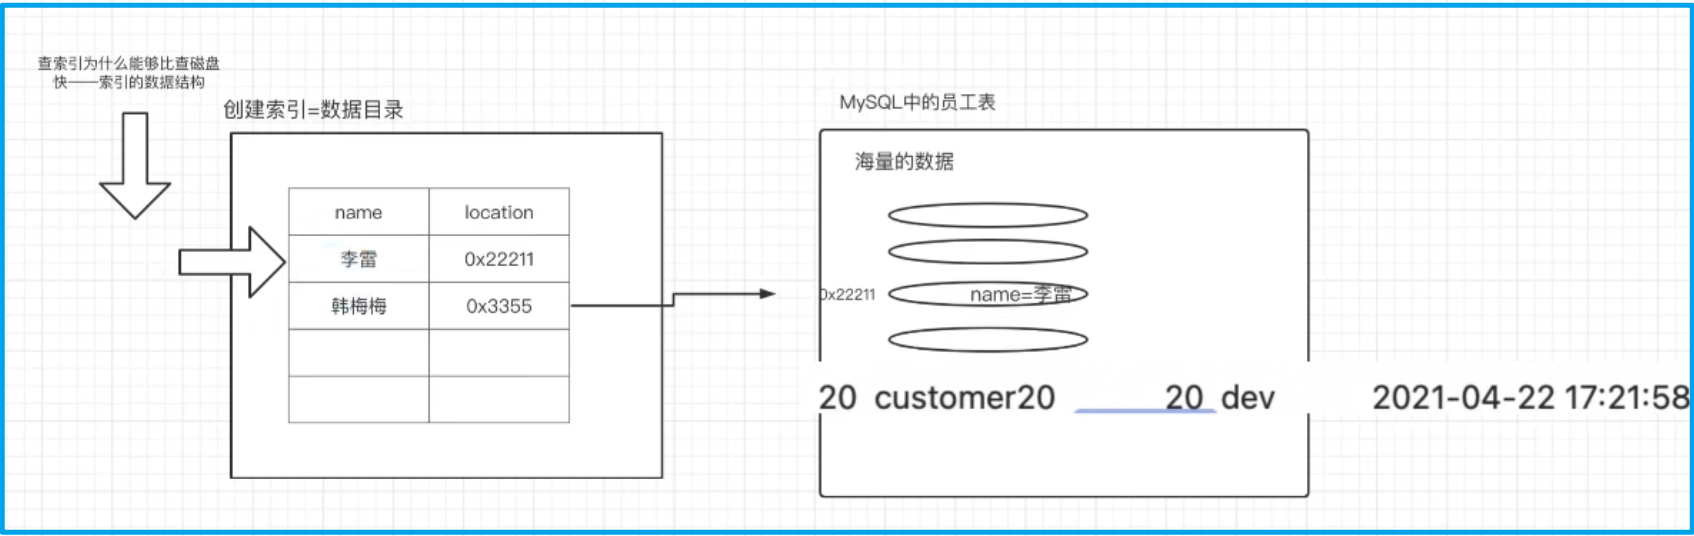 查索引为什么能够比查磁盘
快——索引的数据结构
创建索引=数据目录
name location
李雷 0x22211
韩梅梅 0x3355
MySQL中的员工表
海量的数据
0x22211 name=李雷
20 customer20 20 dev 2021-04-22 17:21:58